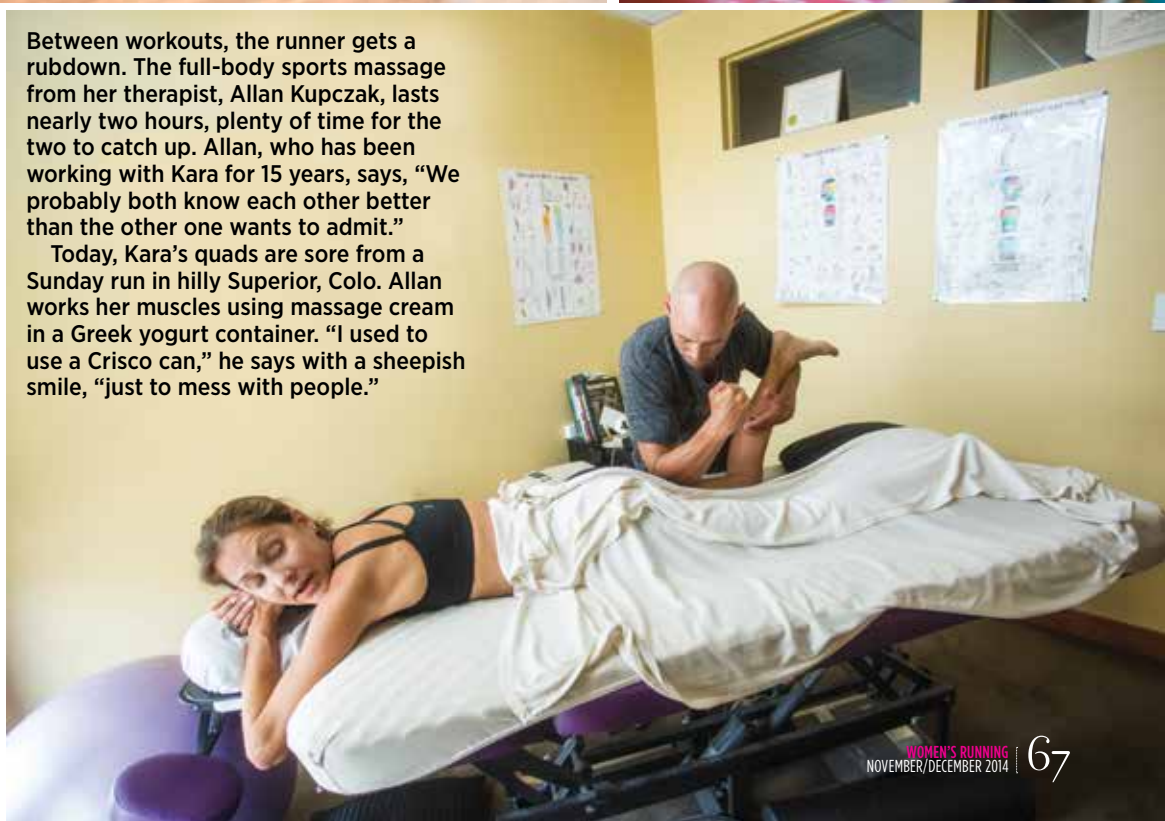 Between workouts, the runner gets a
rubdown. The full-body sports massage
from her therapist, Allan Kupczak, lasts
nearly two hours, plenty of time for the
two to catch up. Allan, who has been
working with Kara for 15 years, says, “We
probably both know each other better
than the other one wants to admit.”
Today, Kara’s quads are sore from a
Sunday run in hilly Superior, Colo. Allan
works her muscles using massage cream
in a Greek yogurt container. “I used to
use a Crisco can,” he says with a sheepish
smile, “just to mess with people.”
WOMEN’S RUNNING
NOVEMBER/DECEMBER 2014
67